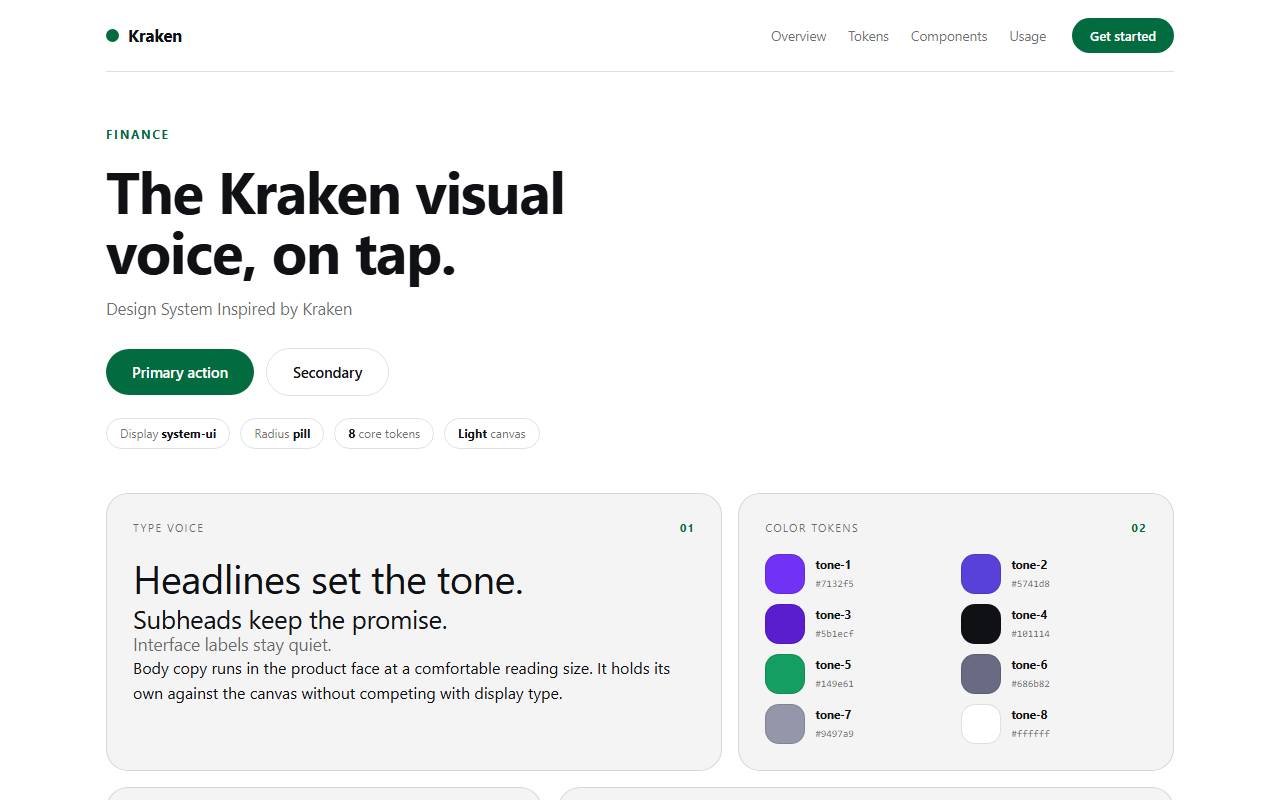 Kraken
Overview Tokens Components Usage Get started
FINANCE
The Kraken visual
voice, on tap.
Design System Inspired by Kraken
Primary action Secondary
Display system-ui Radius pill 8 core tokens Light canvas
TYPE VOICE 01
Headlines set the tone.
Subheads keep the promise.
Interface labels stay quiet.
Body copy runs in the product face at a comfortable reading size. It holds its
own against the canvas without competing with display type.
COLOR TOKENS 02
tone-1
#7132f5
tone-2
#5741d8
tone-3
#5b1ecf
tone-4
#101114
tone-5
#149e61
tone-6
#686b82
tone-7
#9497a9
tone-8
#ffffff